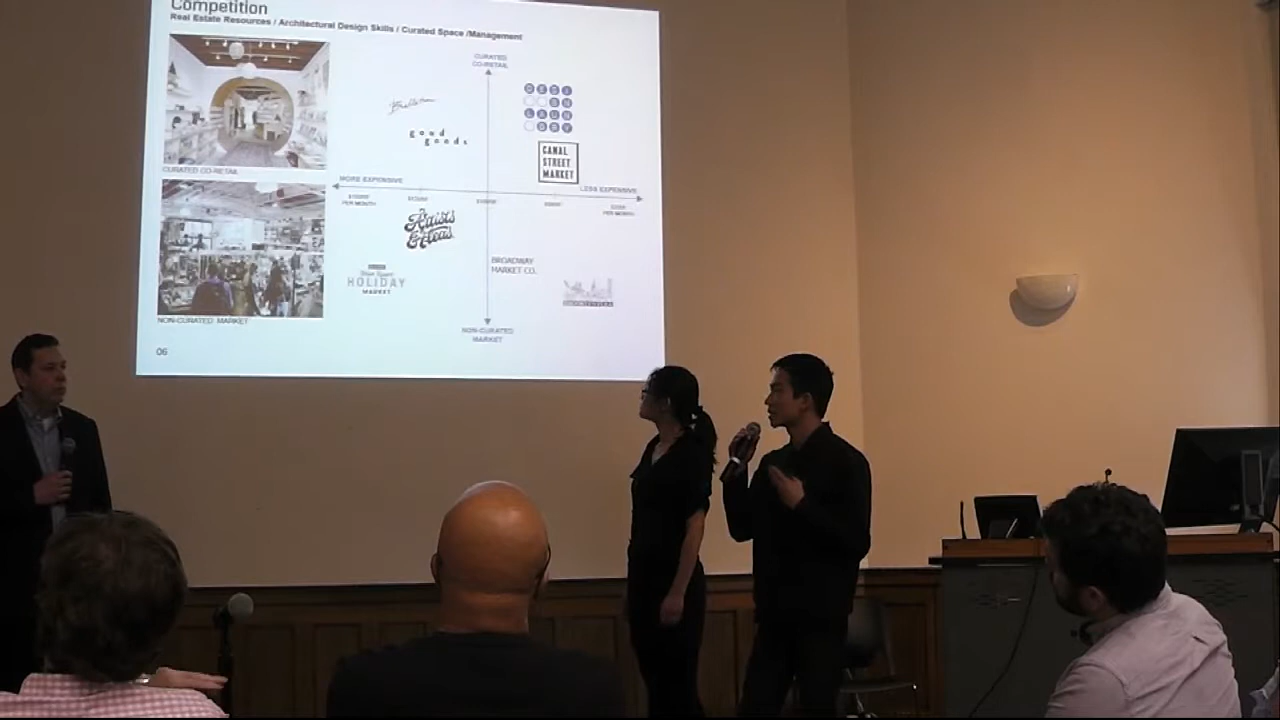 Competition
Real Estate Resources / Architectural Design Skills / Curated Space /Management
CURATED
CO-RETAIL
good
goods
CANAL
STREET
MARKET
CURATED CO-RETAIL
MORE EXPENSIVE
LESS EXPENSIVE
PER MONTH
PER MONTH
Artists
& Fleas
BROADWAY
MARKET CO.
HOLIDAY
MARKET
NON-CURATED MARKET
NON-CURATED
MARKET
06